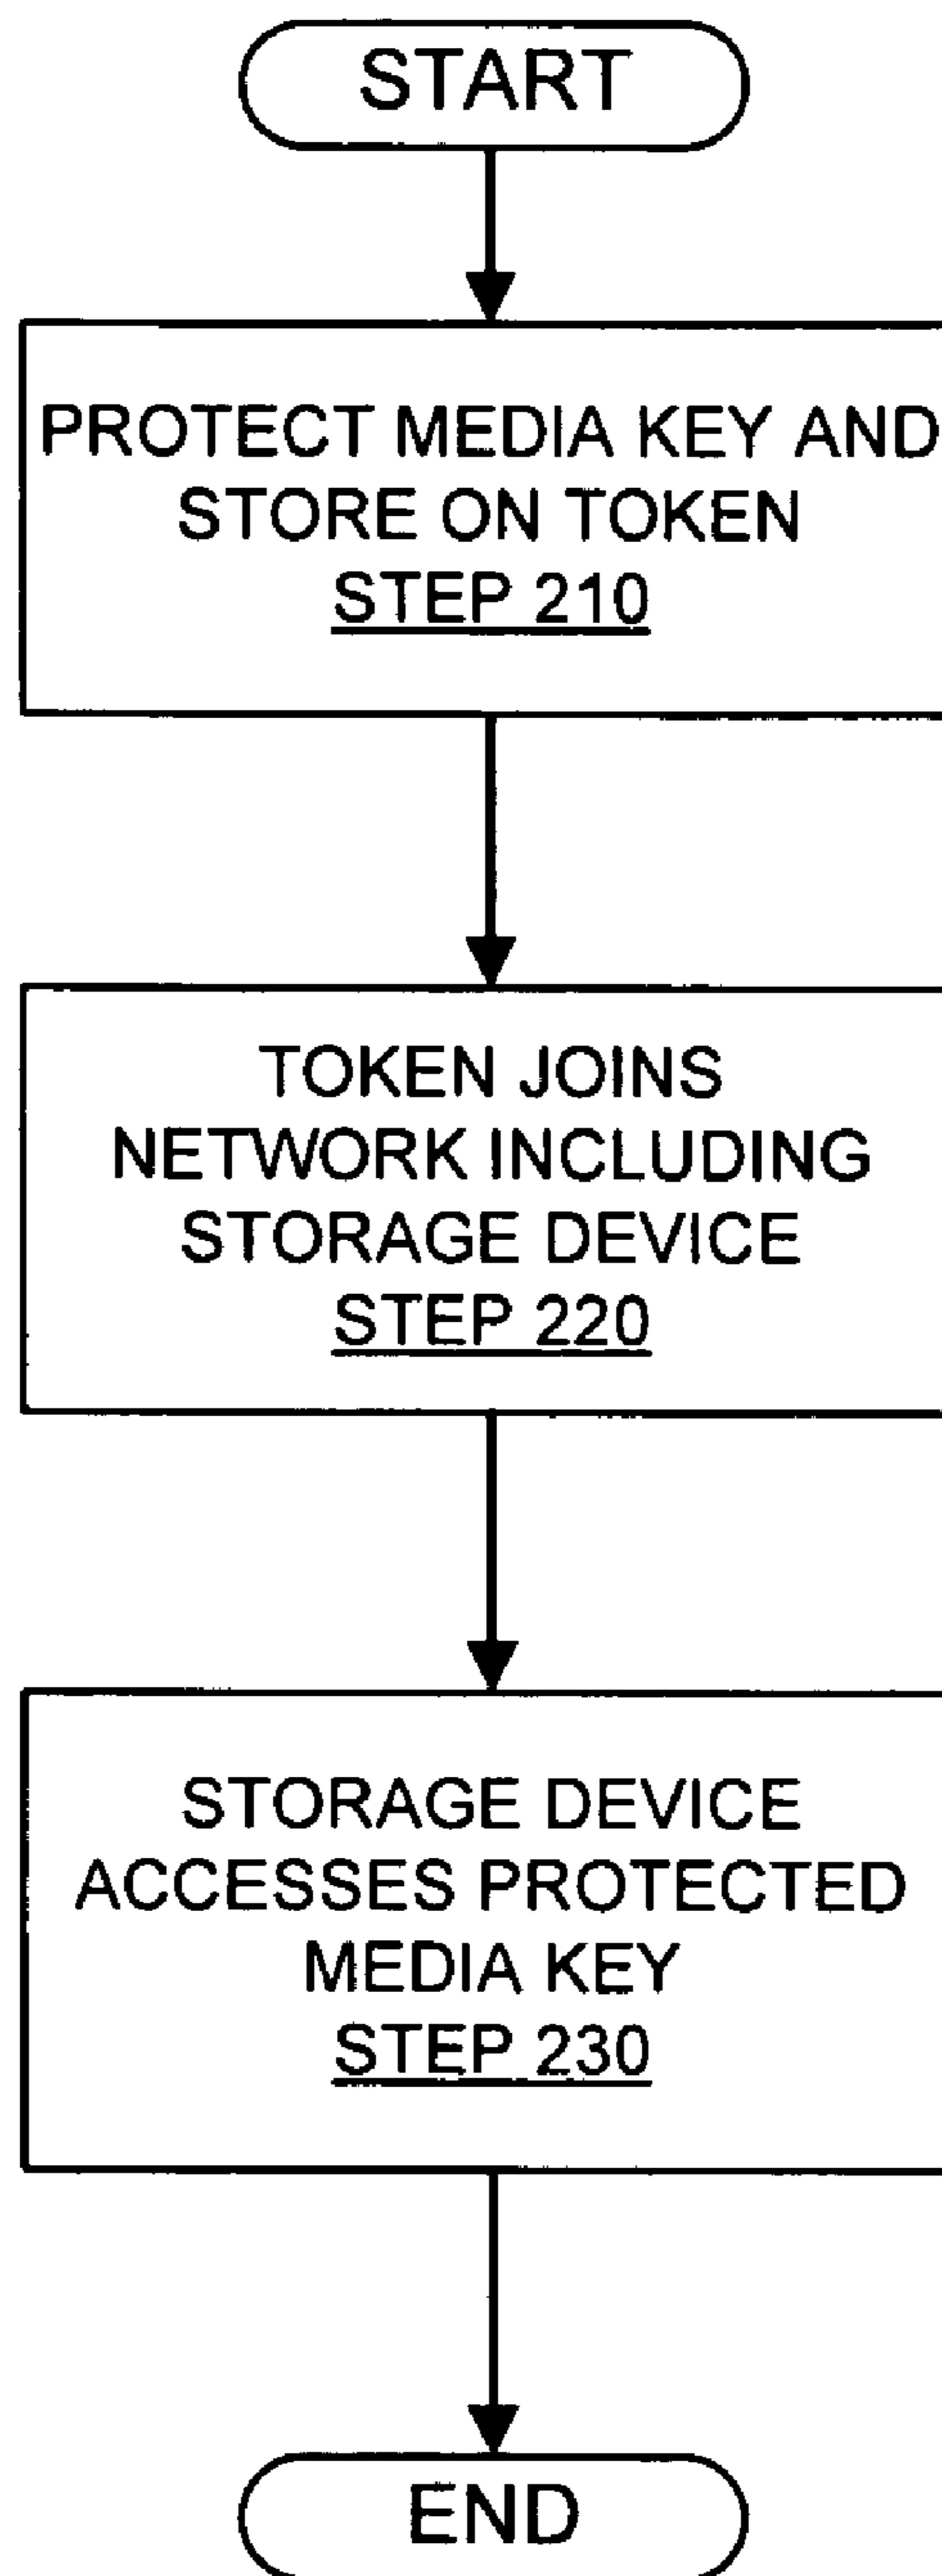 START
PROTECT MEDIA KEY AND
STORE ON TOKEN
STEP 210
TOKEN JOINS
NETWORK INCLUDING
STORAGE DEVICE
STEP 220
STORAGE DEVICE
ACCESSES PROTECTED
MEDIA KEY
STEP 230
END